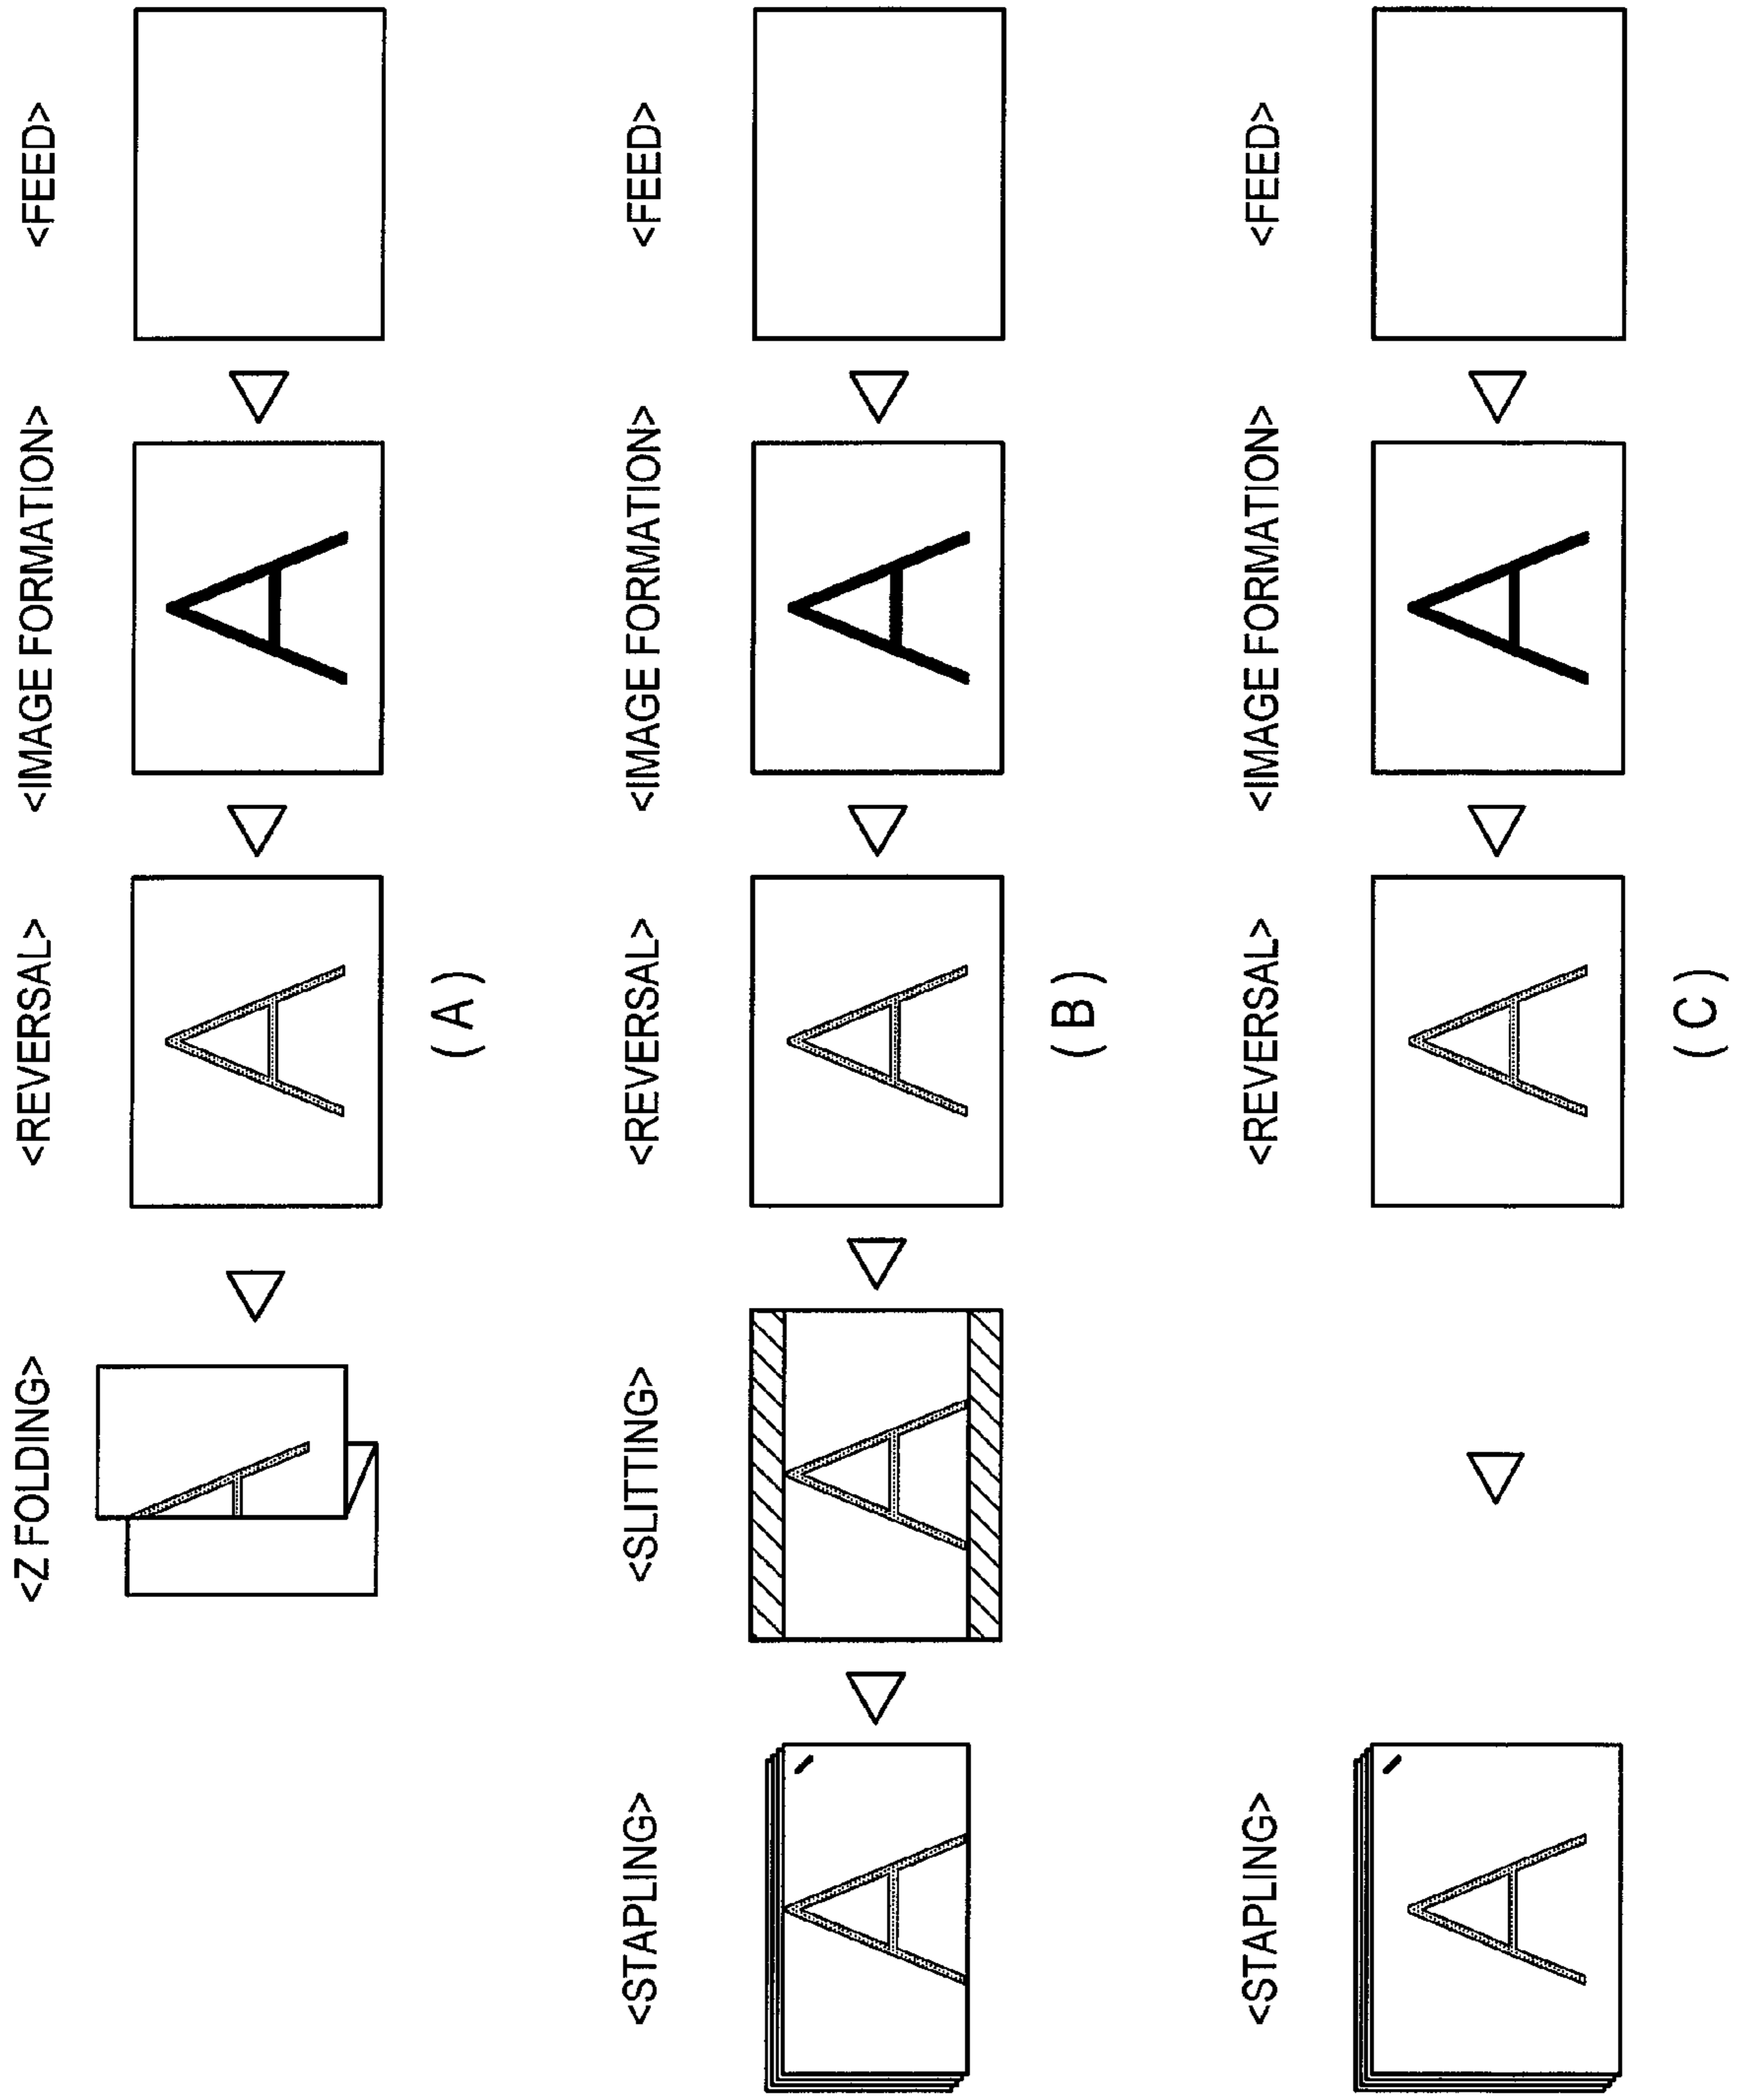 <Z FOLDING>
<REVERSAL>
<IMAGE FORMATION>
<FEED>
A
A
(A)
<STAPLING>
<SLITTING>
<REVERSAL>
<IMAGE FORMATION>
<FEED>
A
A
A
A
(B)
<STAPLING>
<REVERSAL>
<IMAGE FORMATION>
<FEED>
A
A
A
(C)